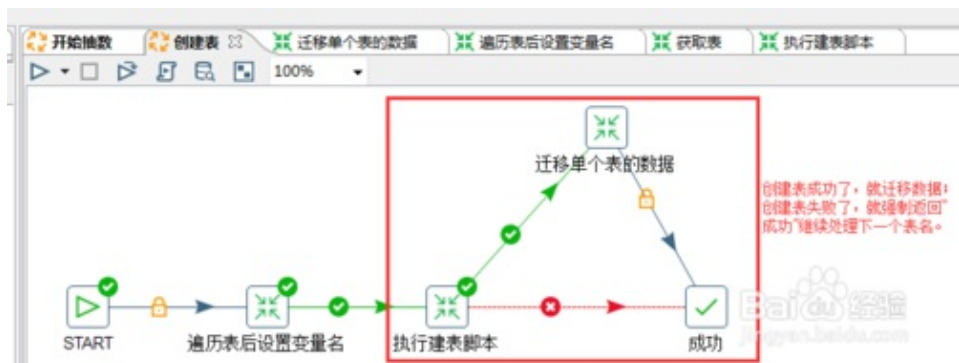 开始抽数 创建表 迁移单个表的数据 遍历表后设置变量名 获取表 执行建表脚本
100%
迁移单个表的数据
创建表成功了，就迁移数据；
创建表失败了，就强制返回"
成功"继续处理下一个表名。
START 遍历表后设置变量名 执行建表脚本 成功
Baidu 经验
jingyan.baidu.com